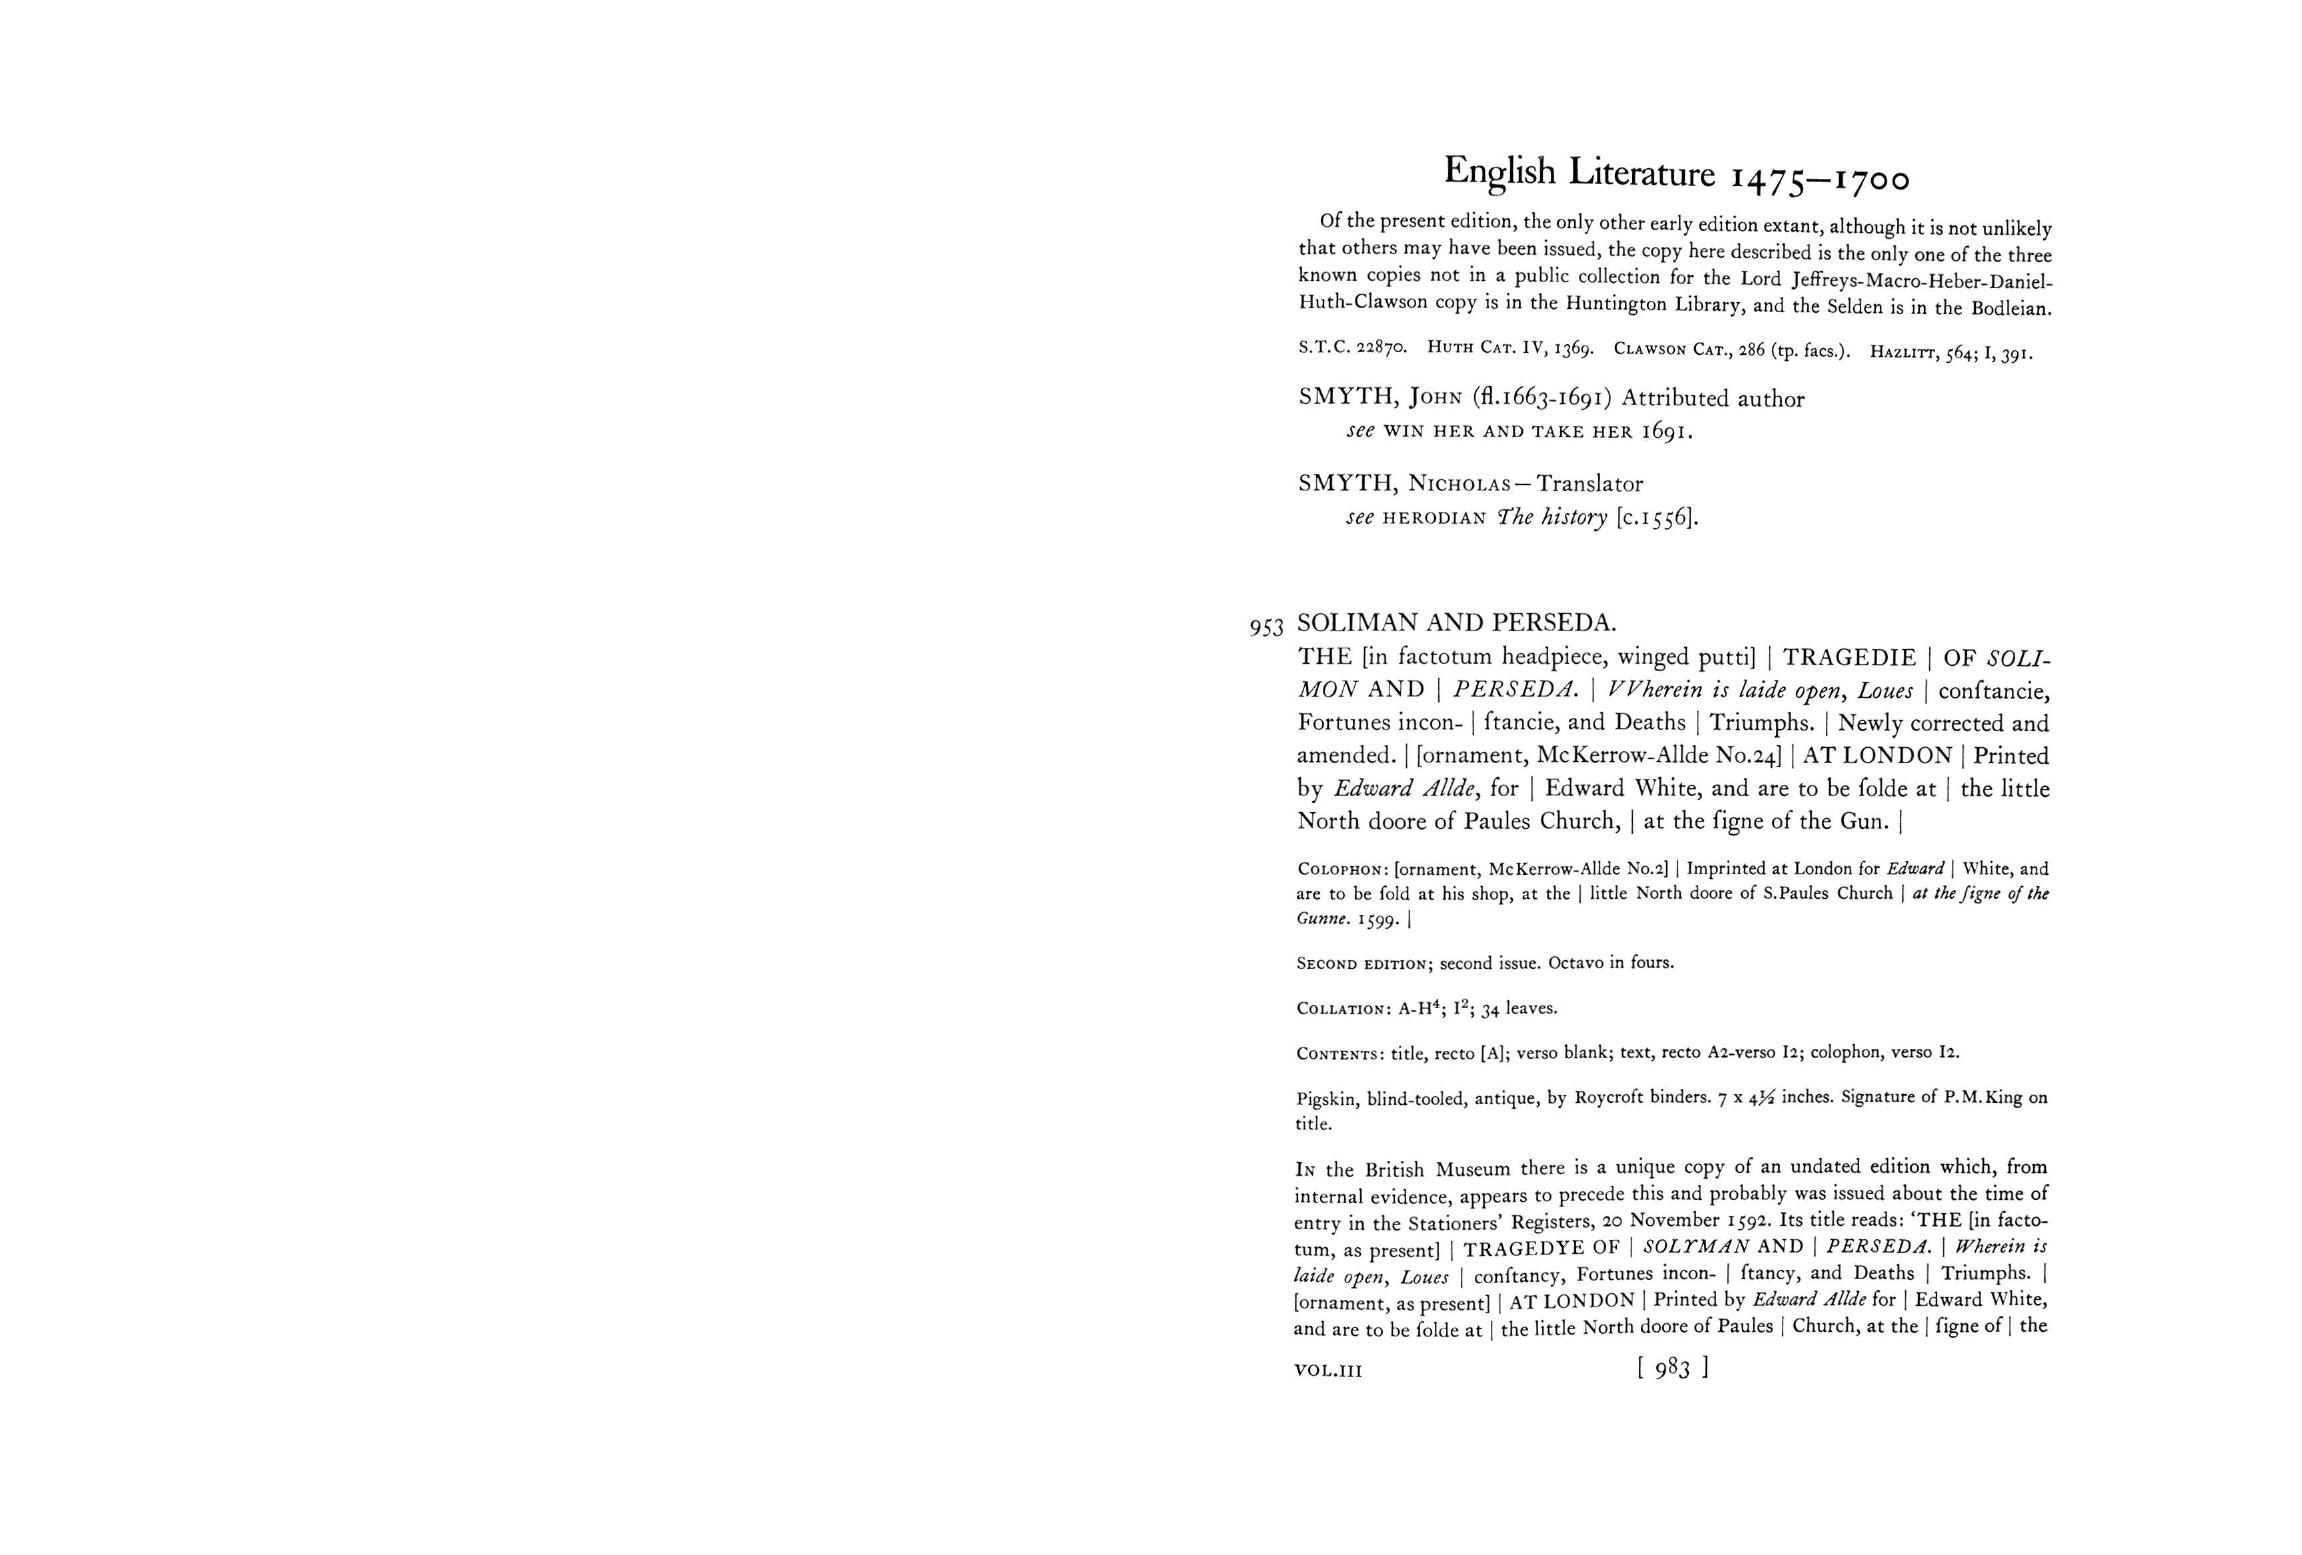 English Literature 1475—1700
Of the present edition, the only other early edition extant, although it is not unlikely
that others may have been issued, the copy here described is the only one of the three
known copies not in a public collection for the Lord Jeffreys-Macro-Heber-Daniel-
Huth-Clawson copy is in the Huntington Library, and the Selden is in the Bodleian.
S.T.C. 22870. HUTH CAT. IV, 1369. CLAWSON CAT., 286 (tp. facs.). HAZLITT, 564; I, 391.
SMYTH, JOHN (fl.1663-1691) Attributed author
see WIN HER AND TAKE HER 1691.
SMYTH, NICHOLAS—Translator
see HERODIAN The history [c.1556].
953 SOLIMAN AND PERSEDA.
THE [in factotum headpiece, winged putti] | TRAGEDIE | OF SOLI-
MON AND | PERSEDA. | VVherein is laide open, Loues | conſtancie,
Fortunes incon- | ſtancie, and Deaths | Triumphs. | Newly corrected and
amended. | [ornament, McKerrow-Allde No.24] | AT LONDON | Printed
by Edward Allde, for | Edward White, and are to be ſolde at | the little
North doore of Paules Church, | at the ſigne of the Gun. |
COLOPHON: [ornament, McKerrow-Allde No.2] | Imprinted at London for Edward | White, and
are to be ſold at his shop, at the | little North doore of S.Paules Church | at the ſigne of the
Gunne. 1599. |
SECOND EDITION; second issue. Octavo in fours.
COLLATION: A-H⁴; I²; 34 leaves.
CONTENTS: title, recto [A]; verso blank; text, recto A2-verso I2; colophon, verso I2.
Pigskin, blind-tooled, antique, by Roycroft binders. 7 x 4½ inches. Signature of P.M.King on
title.
IN the British Museum there is a unique copy of an undated edition which, from
internal evidence, appears to precede this and probably was issued about the time of
entry in the Stationers' Registers, 20 November 1592. Its title reads: 'THE [in facto-
tum, as present] | TRAGEDYE OF | SOLYMAN AND | PERSEDA. | Wherein is
laide open, Loues | conſtancy, Fortunes incon- | ſtancy, and Deaths | Triumphs. |
[ornament, as present] | AT LONDON | Printed by Edward Allde for | Edward White,
and are to be ſolde at | the little North doore of Paules | Church, at the | ſigne of | the
VOL.III [ 983 ]